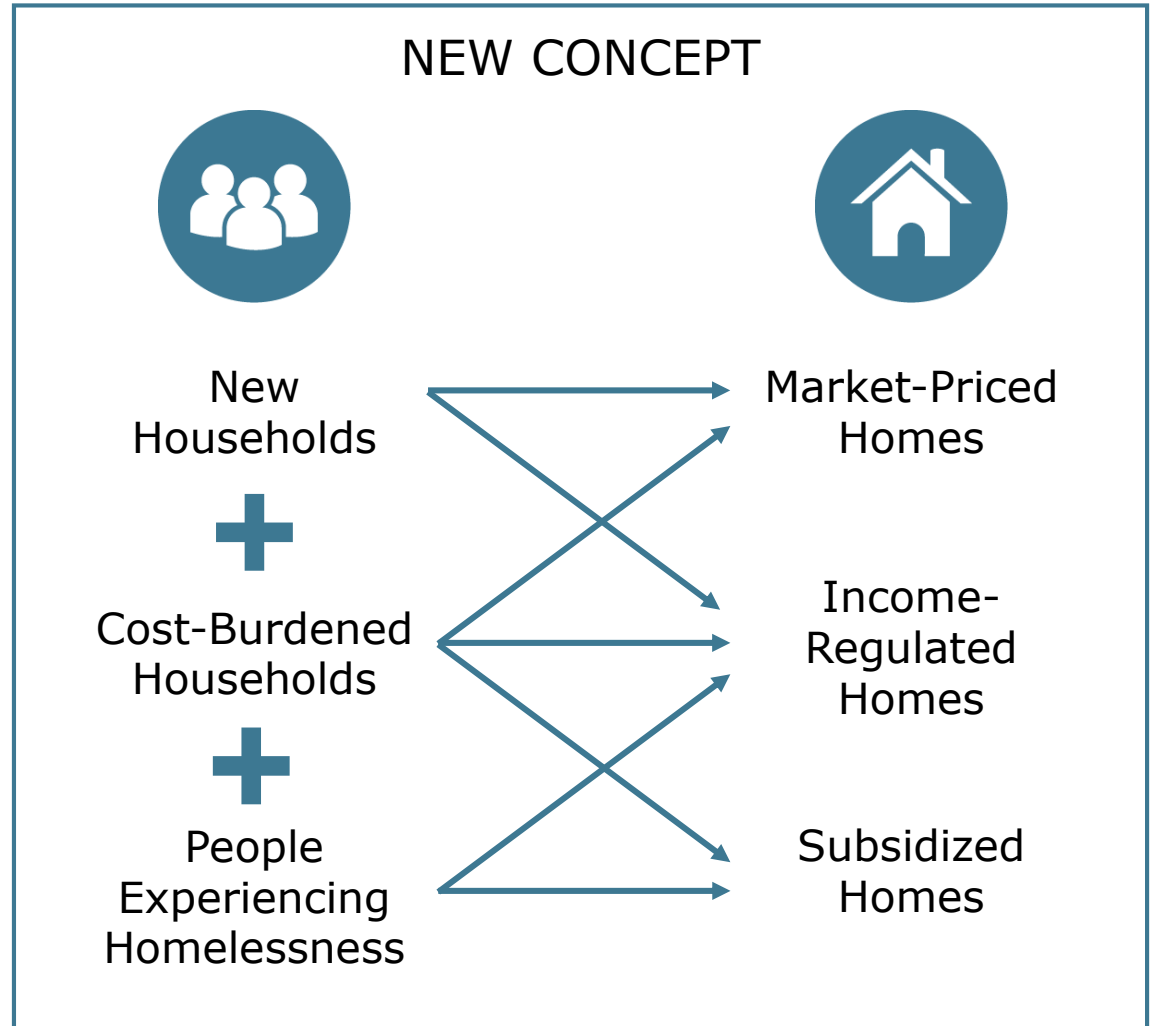 NEW CONCEPT
New
Households
Cost-Burdened
Households
People
Experiencing
Homelessness
Market-Priced
Homes
Income-
Regulated
Homes
Subsidized
Homes